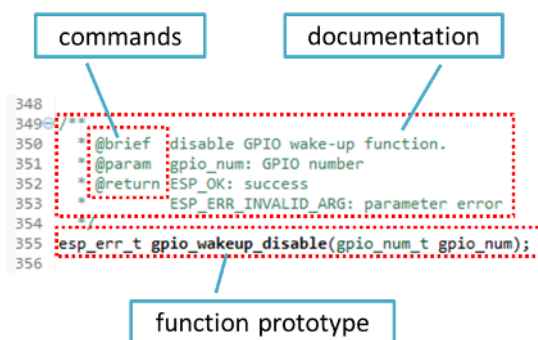 commands
documentation
348
349 /**
350 * @brief disable GPIO wake-up function.
351 * @param gpio_num: GPIO number
352 * @return ESP_OK: success
353 * ESP_ERR_INVALID_ARG: parameter error
354 */
355 esp_err_t gpio_wakeup_disable(gpio_num_t gpio_num);
356
function prototype